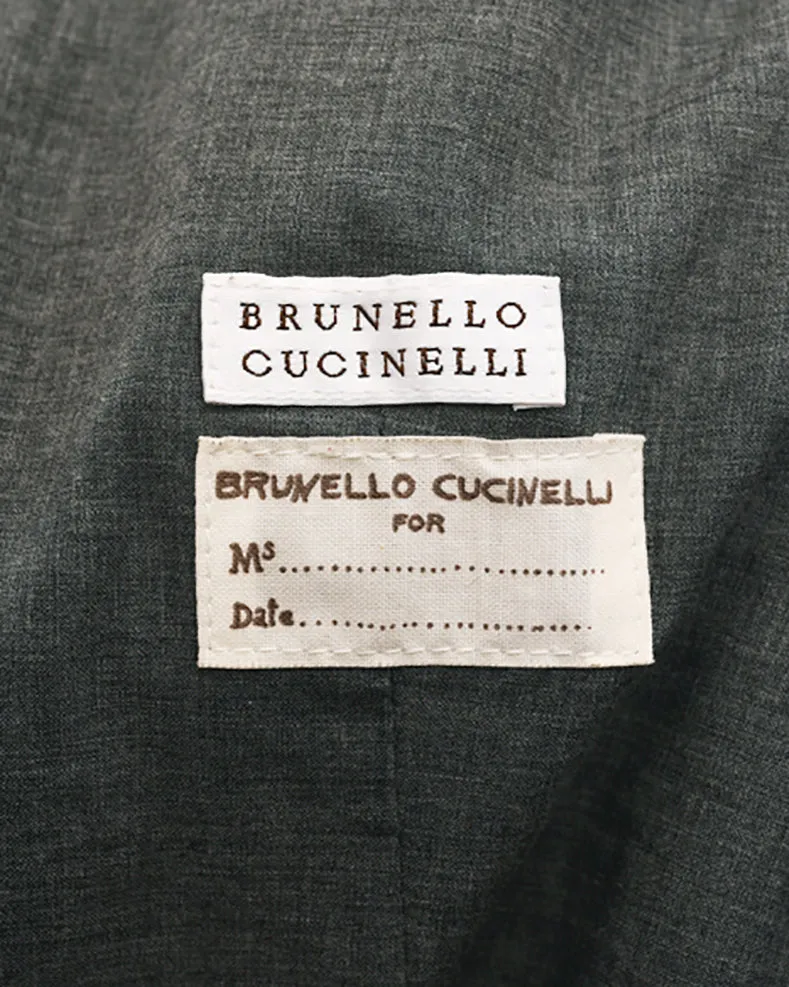 BRUNELLO
CUCINELLI
BRUNELLO CUCINELLI
FOR
Ms..............................
Date..........................